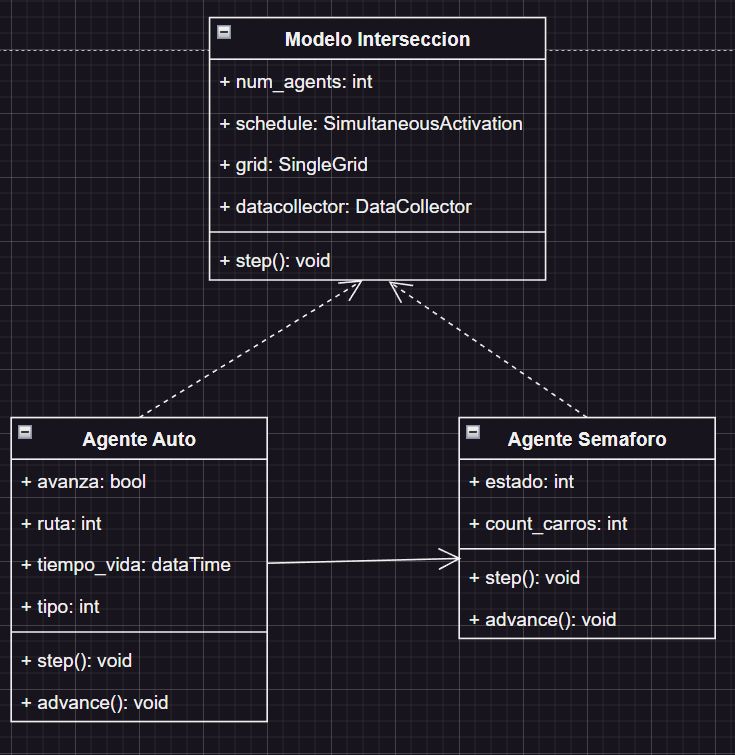 Modelo Interseccion
+ num_agents: int
+ schedule: SimultaneousActivation
+ grid: SingleGrid
+ datacollector: DataCollector
+ step(): void
Agente Auto
+ avanza: bool
+ ruta: int
+ tiempo_vida: dataTime
+ tipo: int
+ step(): void
+ advance(): void
Agente Semaforo
+ estado: int
+ count_carros: int
+ step(): void
+ advance(): void